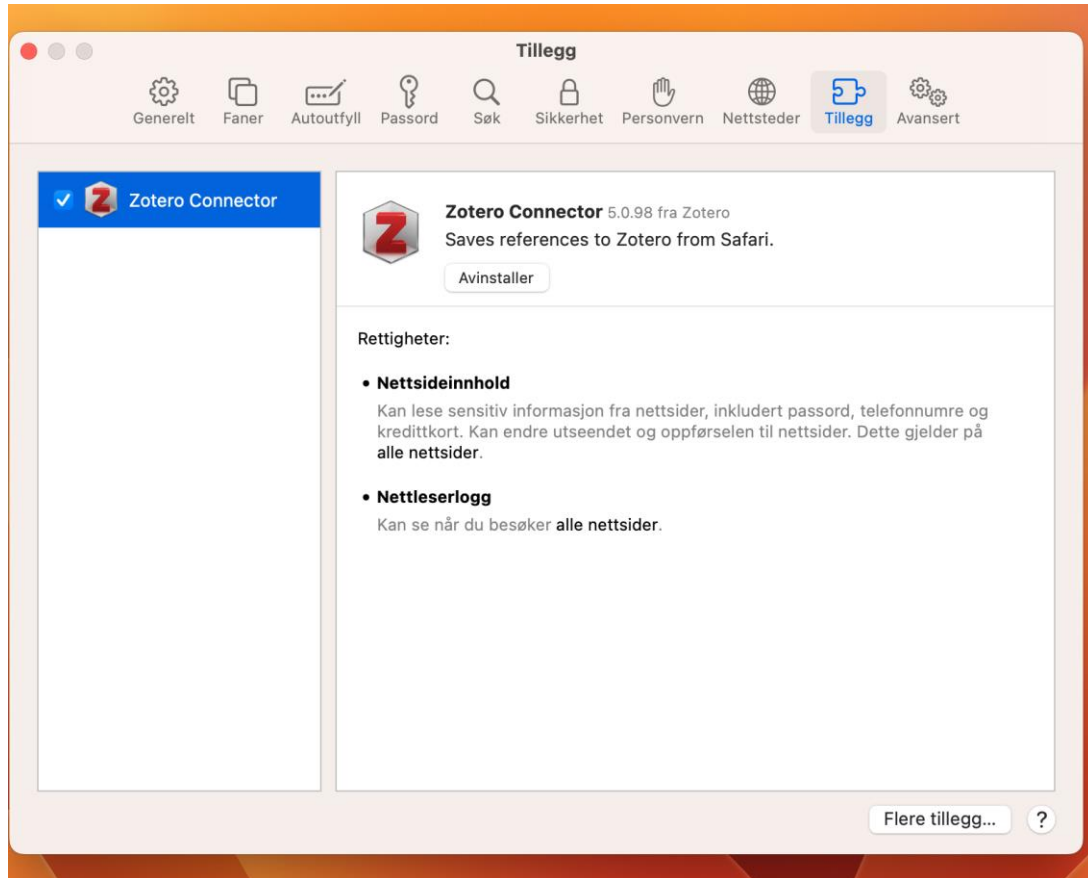 Tillegg
Generelt Faner Autoutfyll Passord Søk Sikkerhet Personvern Nettsteder Tillegg Avansert
Zotero Connector
Z
Zotero Connector 5.0.98 fra Zotero
Saves references to Zotero from Safari.
Avinstaller
Rettigheter:
• Nettsideinnhold
Kan lese sensitiv informasjon fra nettsider, inkludert passord, telefonnumre og
kredittkort. Kan endre utseendet og oppførselen til nettsider. Dette gjelder på
alle nettsider.
• Nettleserlogg
Kan se når du besøker alle nettsider.
Flere tillegg... ?